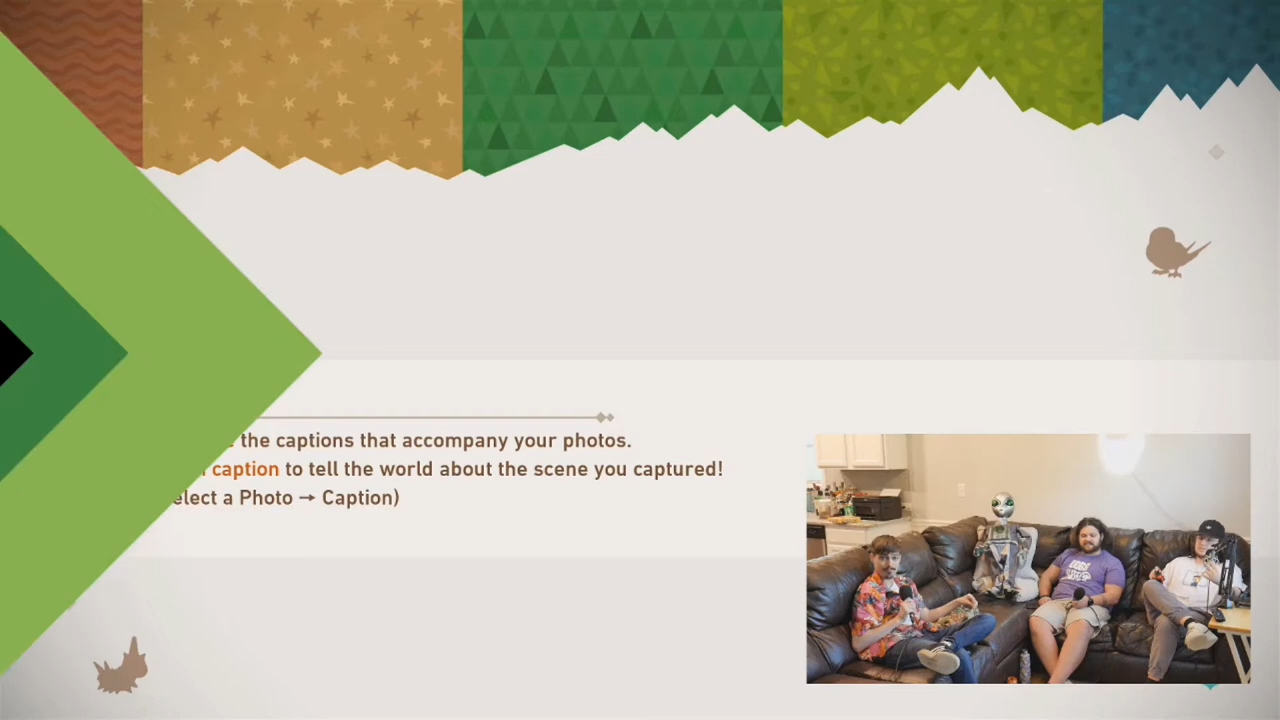 the captions that accompany your photos.
caption to tell the world about the scene you captured!
elect a Photo → Caption)